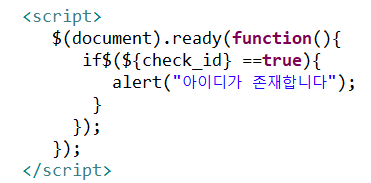 <script>
$(document).ready(function(){
if$(${check_id} ==true){
alert("아이디가 존재합니다");
}
});
});
</script>